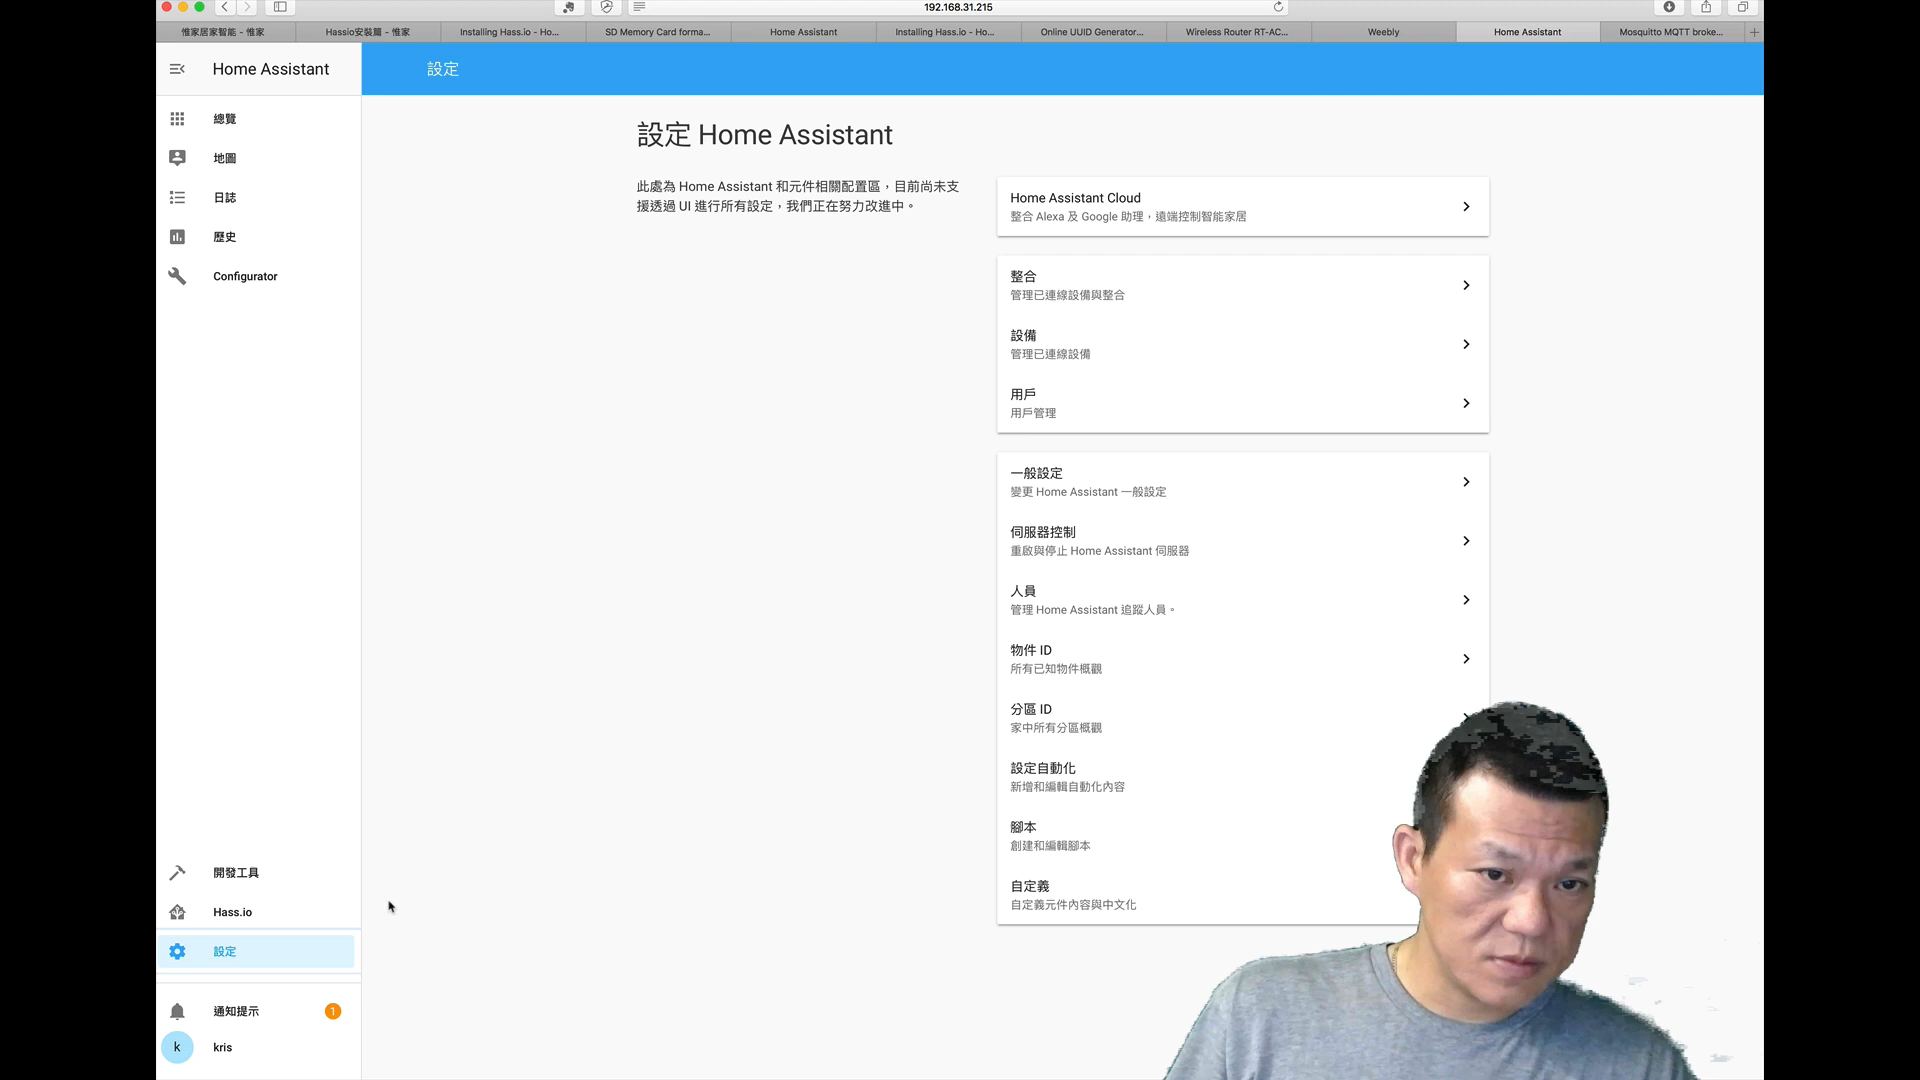 192.168.31.215
惟家居家智能 - 惟家
Hassio安裝篇 - 惟家
Installing Hass.io - Ho...
SD Memory Card forma...
Home Assistant
Installing Hass.io - Ho...
Online UUID Generator...
Wireless Router RT-AC...
Weebly
Home Assistant
Mosquitto MQTT broke...
Home Assistant
設定
總覽
地圖
日誌
歷史
Configurator
開發工具
Hass.io
設定
通知提示
1
k
kris
設定 Home Assistant
此處為 Home Assistant 和元件相關配置區，目前尚未支
援透過 UI 進行所有設定，我們正在努力改進中。
Home Assistant Cloud
整合 Alexa 及 Google 助理，遠端控制智能家居
整合
管理已連線設備與整合
設備
管理已連線設備
用戶
用戶管理
一般設定
變更 Home Assistant 一般設定
伺服器控制
重啟與停止 Home Assistant 伺服器
人員
管理 Home Assistant 追蹤人員。
物件 ID
所有已知物件概觀
分區 ID
家中所有分區概觀
設定自動化
新增和編輯自動化內容
腳本
創建和編輯腳本
自定義
自定義元件內容與中文化